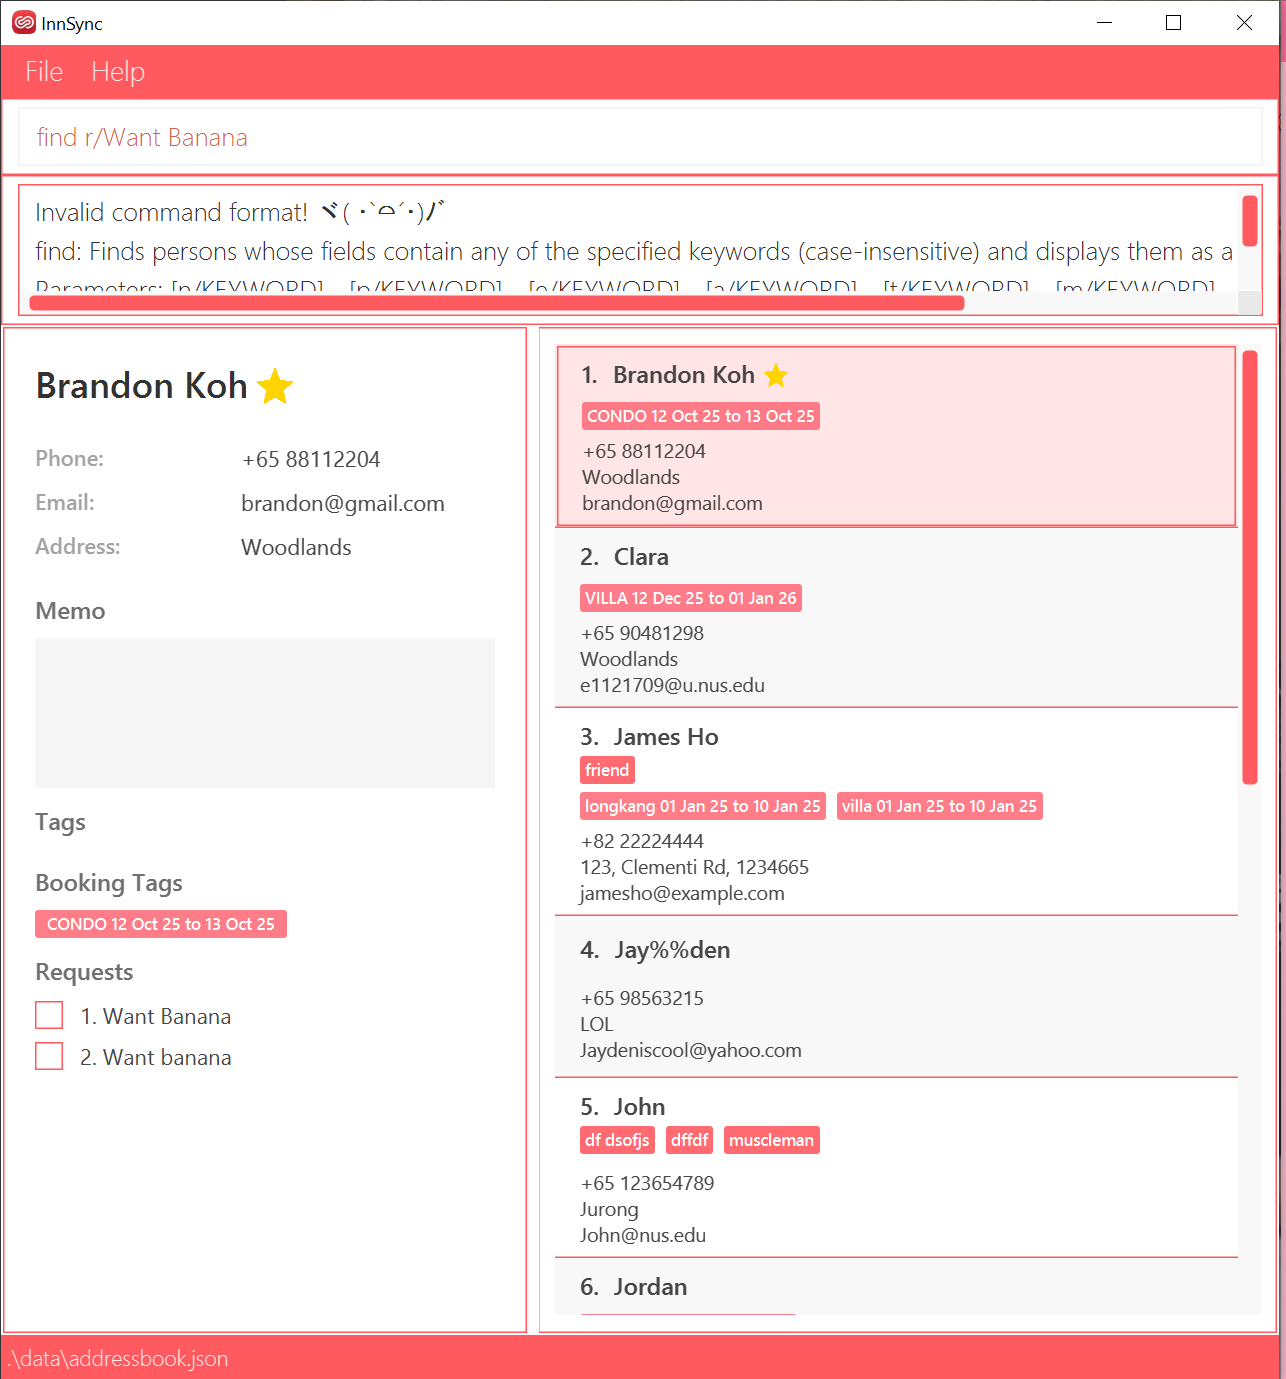 InnSync
File Help
find r/Want Banana
Invalid command format! ヾ( ･`⌓´･)ﾉﾞ
find: Finds persons whose fields contain any of the specified keywords (case-insensitive) and displays them as a
Parameters: [n/KEYWORD]... [p/KEYWORD]... [e/KEYWORD]... [a/KEYWORD]... [t/KEYWORD]... [m/KEYWORD]...
Brandon Koh
Phone: +65 88112204
Email: brandon@gmail.com
Address: Woodlands
Memo
Tags
Booking Tags
CONDO 12 Oct 25 to 13 Oct 25
Requests
1. Want Banana
2. Want banana
1. Brandon Koh
CONDO 12 Oct 25 to 13 Oct 25
+65 88112204
Woodlands
brandon@gmail.com
2. Clara
VILLA 12 Dec 25 to 01 Jan 26
+65 90481298
Woodlands
e1121709@u.nus.edu
3. James Ho
friend
longkang 01 Jan 25 to 10 Jan 25 villa 01 Jan 25 to 10 Jan 25
+82 22224444
123, Clementi Rd, 1234665
jamesho@example.com
4. Jay%%den
+65 98563215
LOL
Jaydeniscool@yahoo.com
5. John
df dsofjs dffdf muscleman
+65 123654789
Jurong
John@nus.edu
6. Jordan
.\data\addressbook.json